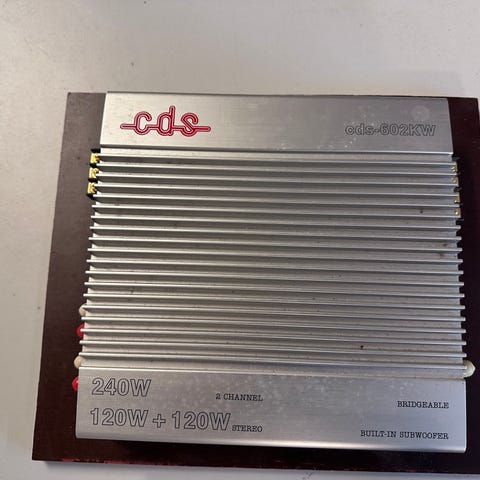 cds
cds-602KW
240W
2 CHANNEL
BRIDGEABLE
120W + 120W STEREO
BUILT-IN SUBWOOFER